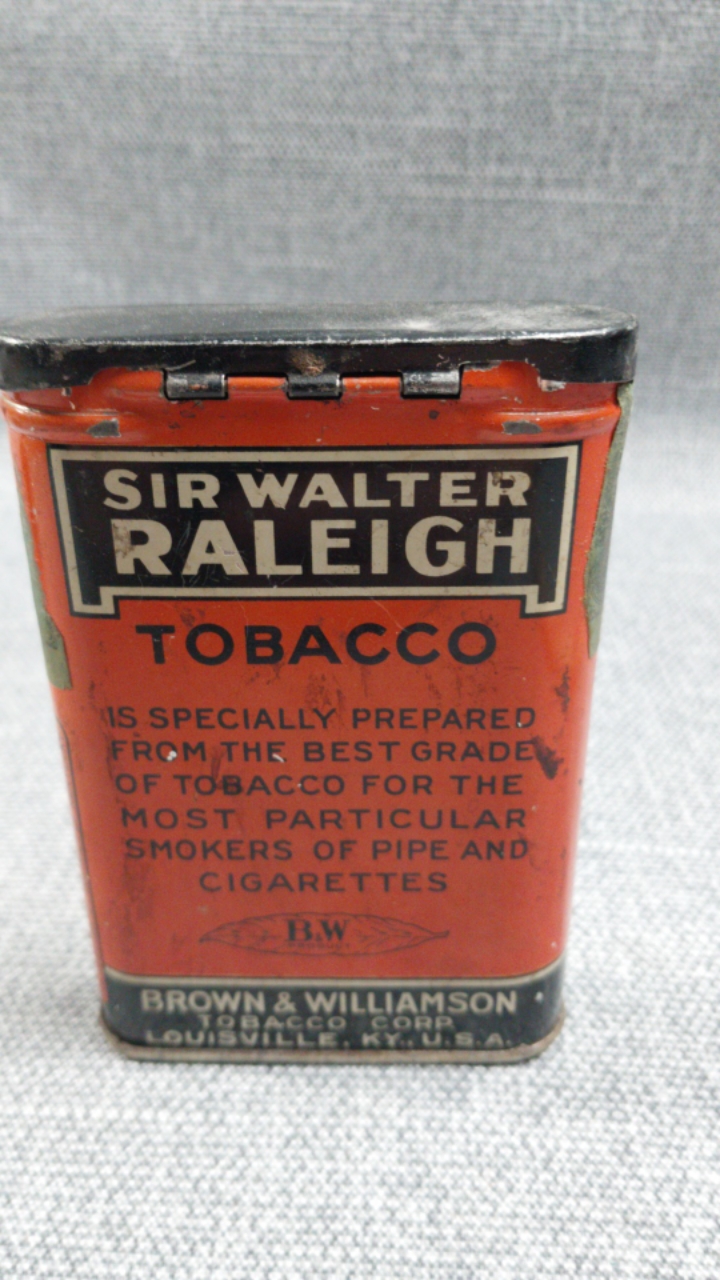 SIR WALTER
RALEIGH
TOBACCO
IS SPECIALLY PREPARED
FROM THE BEST GRADE
OF TOBACCO FOR THE
MOST PARTICULAR
SMOKERS OF PIPE AND
CIGARETTES
B&W
PRODUCT
BROWN & WILLIAMSON
TOBACCO CORP.
LOUISVILLE, KY., U.S.A.